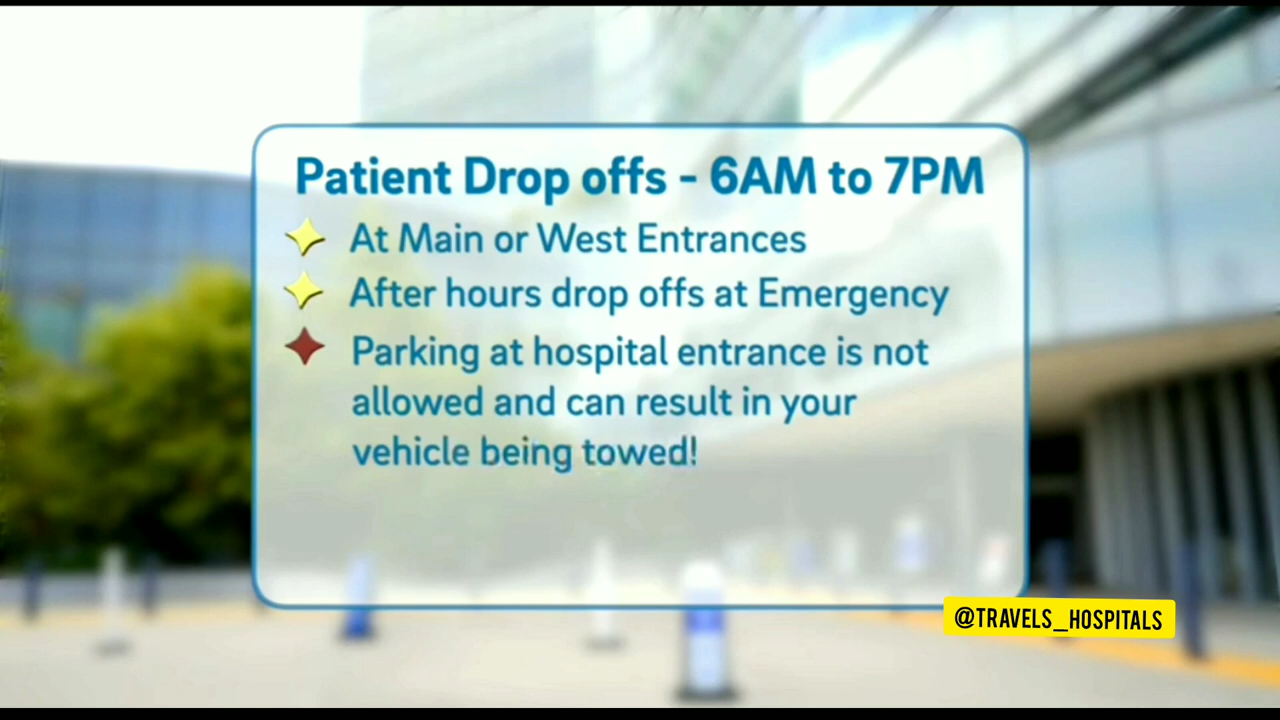 Patient Drop offs - 6AM to 7PM
At Main or West Entrances
After hours drop offs at Emergency
Parking at hospital entrance is not
allowed and can result in your
vehicle being towed!
@TRAVELS_HOSPITALS